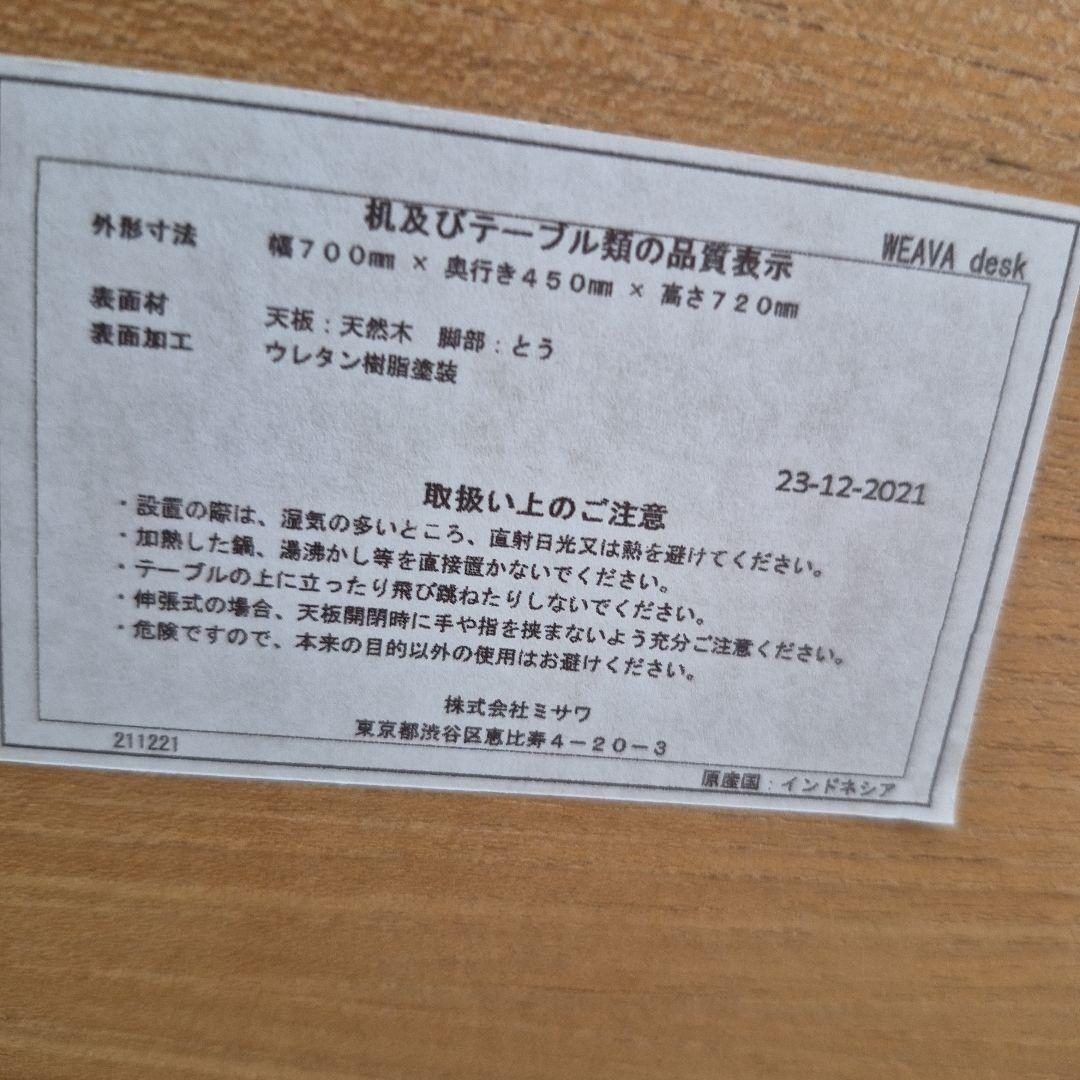 机及びテーブル類の品質表示
WEAVA desk
外形寸法 幅700㎜ × 奥行き450㎜ × 高さ720㎜
表面材 天板:天然木 脚部:とう
表面加工 ウレタン樹脂塗装
23-12-2021
取扱い上のご注意
・設置の際は、湿気の多いところ、直射日光又は熱を避けてください。
・加熱した鍋、湯沸かし等を直接置かないでください。
・テーブルの上に立ったり飛び跳ねたりしないでください。
・伸張式の場合、天板開閉時に手や指を挟まないよう充分ご注意ください。
・危険ですので、本来の目的以外の使用はお避けください。
株式会社ミサワ
東京都渋谷区恵比寿4-20-3
211221
原産国:インドネシア